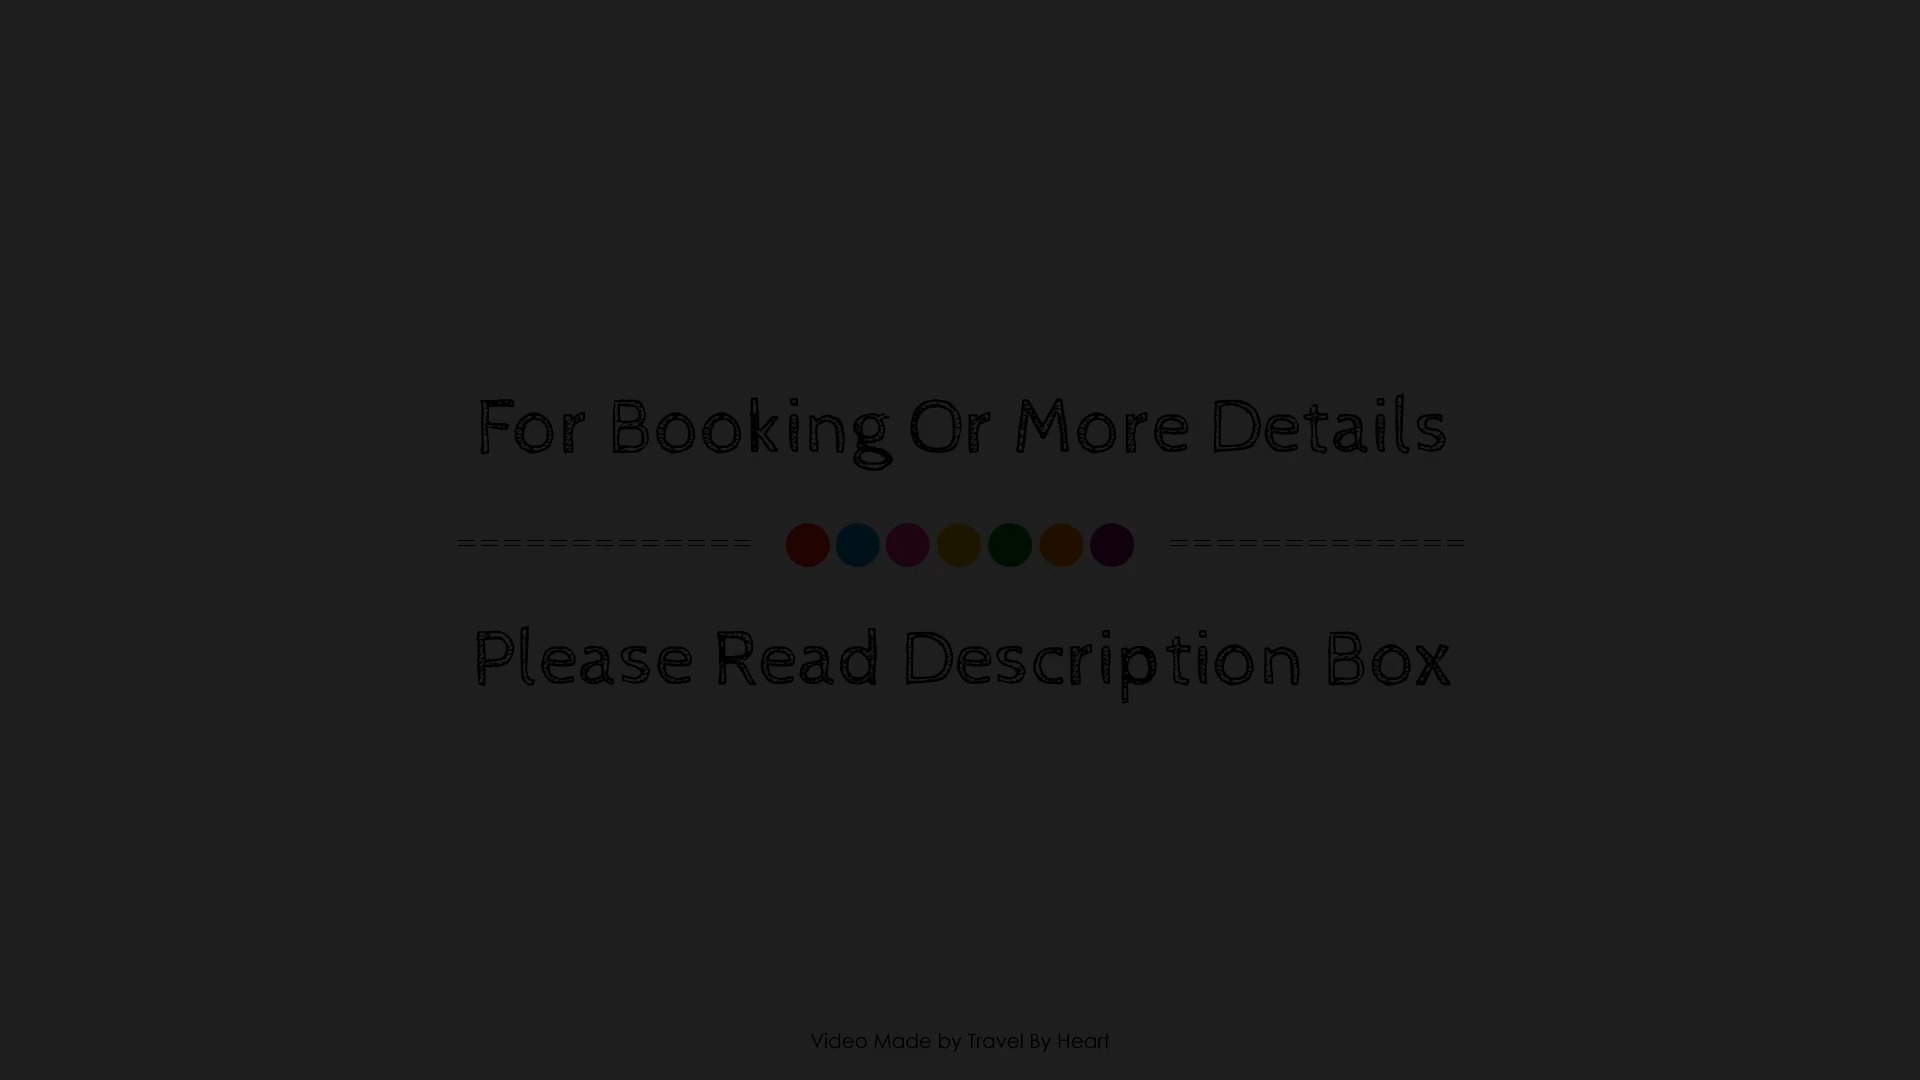 For Booking Or More Details
============= =============
Please Read Description Box
Video Made by Travel By Heart